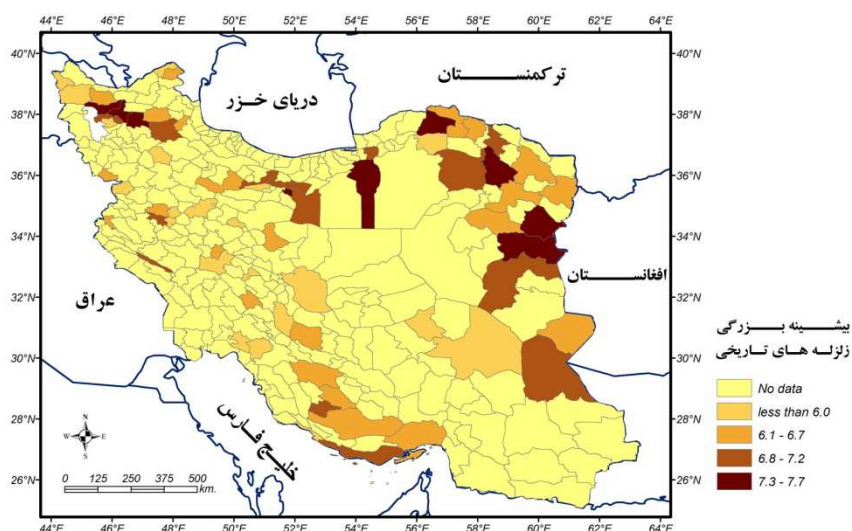 44°E 46°E 48°E 50°E 52°E 54°E 56°E 58°E 60°E 62°E 64°E
40°N 40°N
ترکمنستان
دریای خزر
38°N 38°N
36°N 36°N
34°N 34°N
افغانستان
32°N 32°N
عراق
30°N 30°N
28°N 28°N
خلیج فارس
26°N 26°N
N
W E
S
0 125 250 375 500
km.
44°E 46°E 48°E 50°E 52°E 54°E 56°E 58°E 60°E 62°E 64°E
بیشینه بزرگی
زلزله های تاریخی
No data
less than 6.0
6.1 - 6.7
6.8 - 7.2
7.3 - 7.7